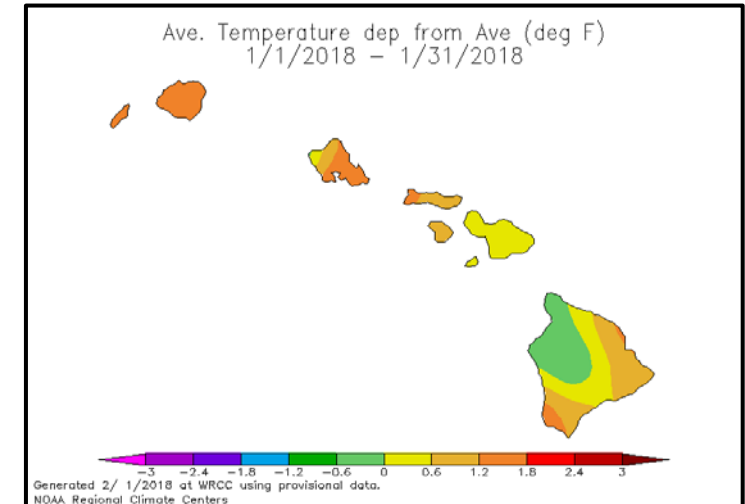 Ave. Temperature dep from Ave (deg F)
1/1/2018 – 1/31/2018
-3 -2.4 -1.8 -1.2 -0.6 0 0.6 1.2 1.8 2.4 3
Generated 2/ 1/2018 at WRCC using provisional data.
NOAA Regional Climate Centers